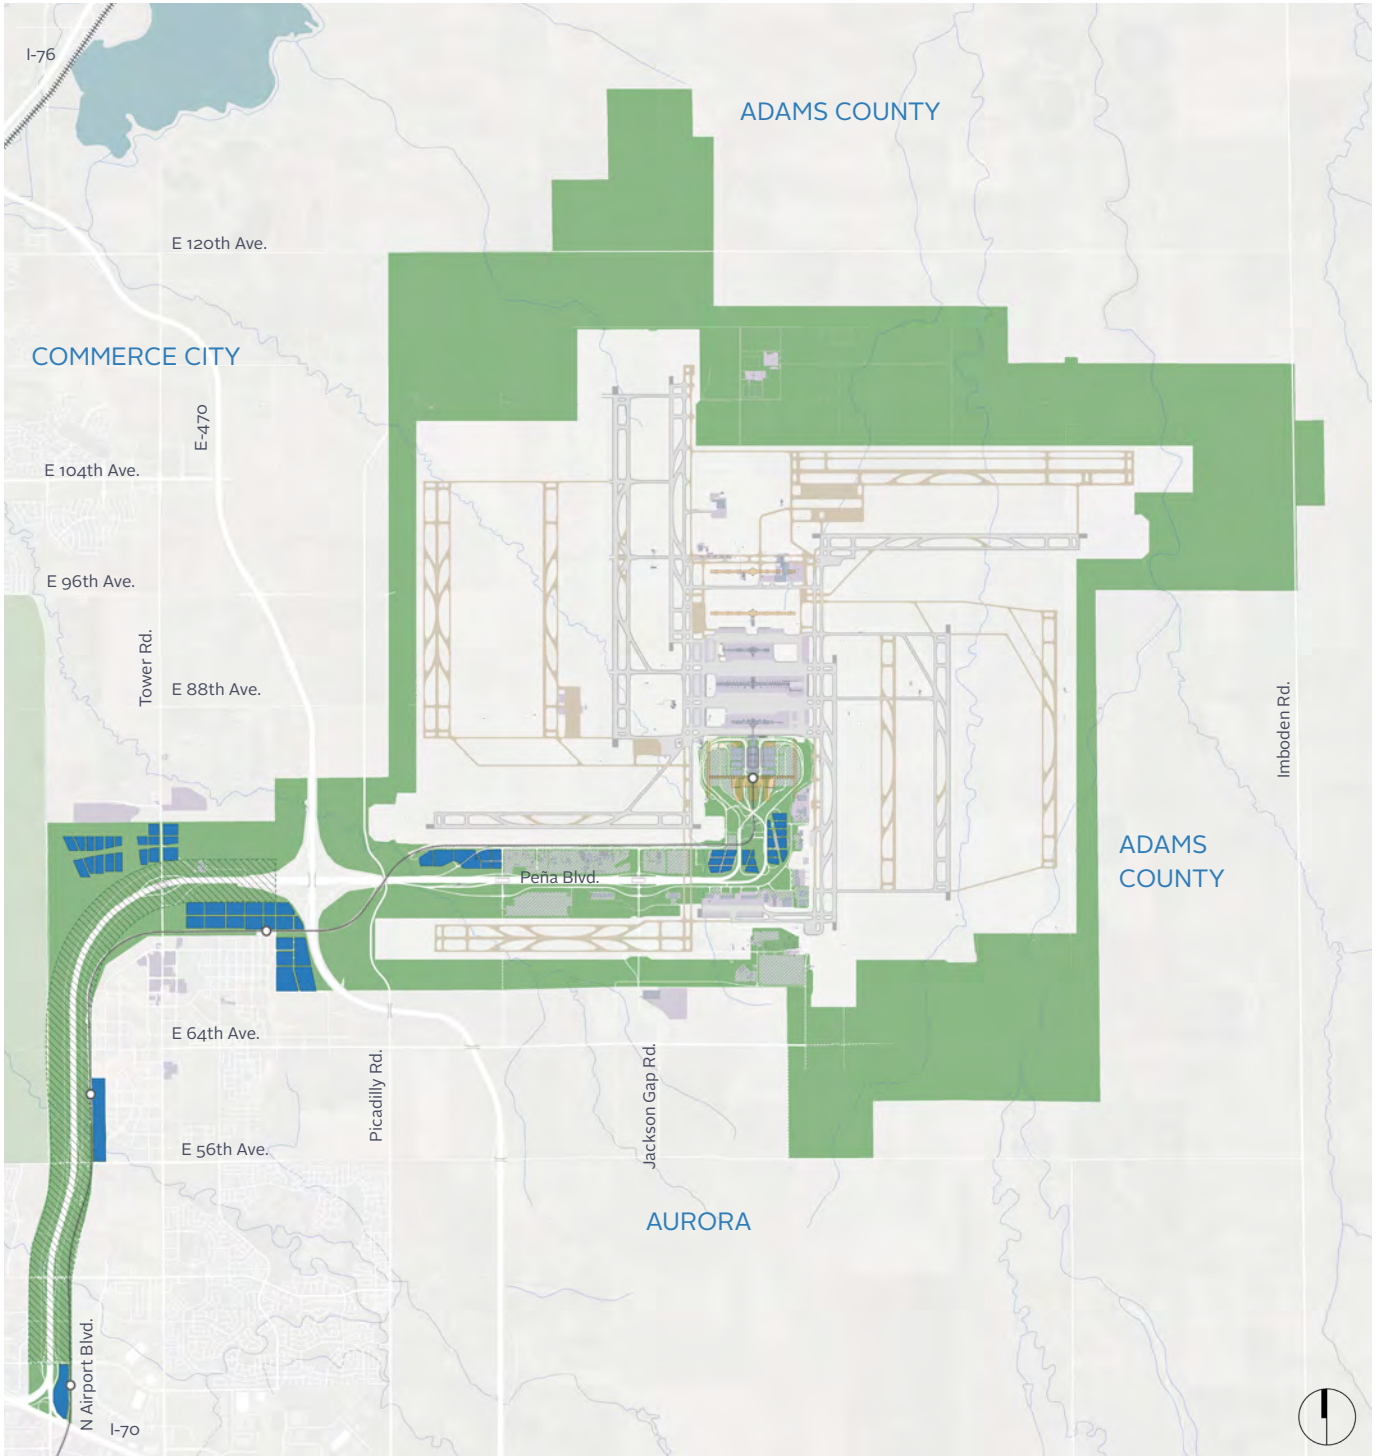 I-76
ADAMS COUNTY
E 120th Ave.
COMMERCE CITY
E-470
E 104th Ave.
E 96th Ave.
Tower Rd.
E 88th Ave.
Imboden Rd.
ADAMS
COUNTY
Peña Blvd.
E 64th Ave.
Picadilly Rd.
Jackson Gap Rd.
E 56th Ave.
AURORA
N Airport Blvd.
I-70